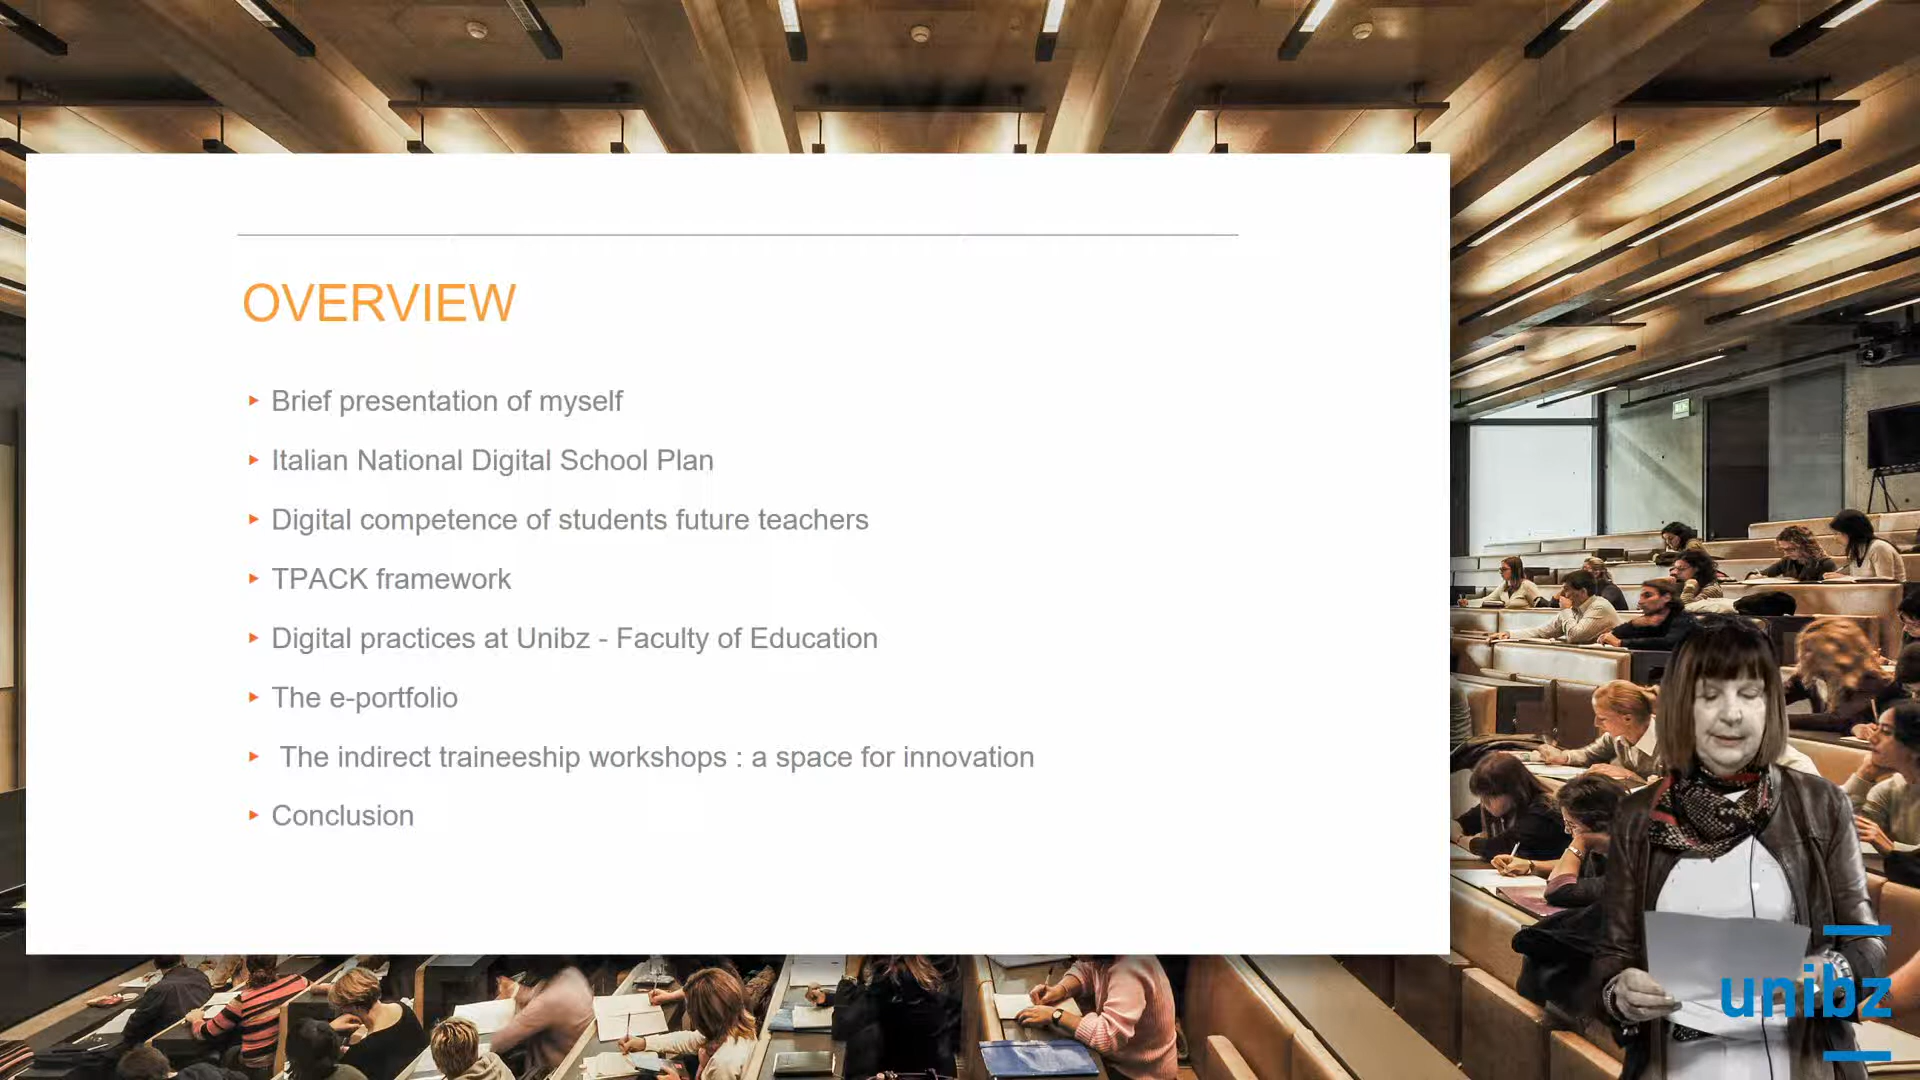 OVERVIEW
Brief presentation of myself
Italian National Digital School Plan
Digital competence of students future teachers
TPACK framework
Digital practices at Unibz - Faculty of Education
The e-portfolio
The indirect traineeship workshops : a space for innovation
Conclusion
unibz